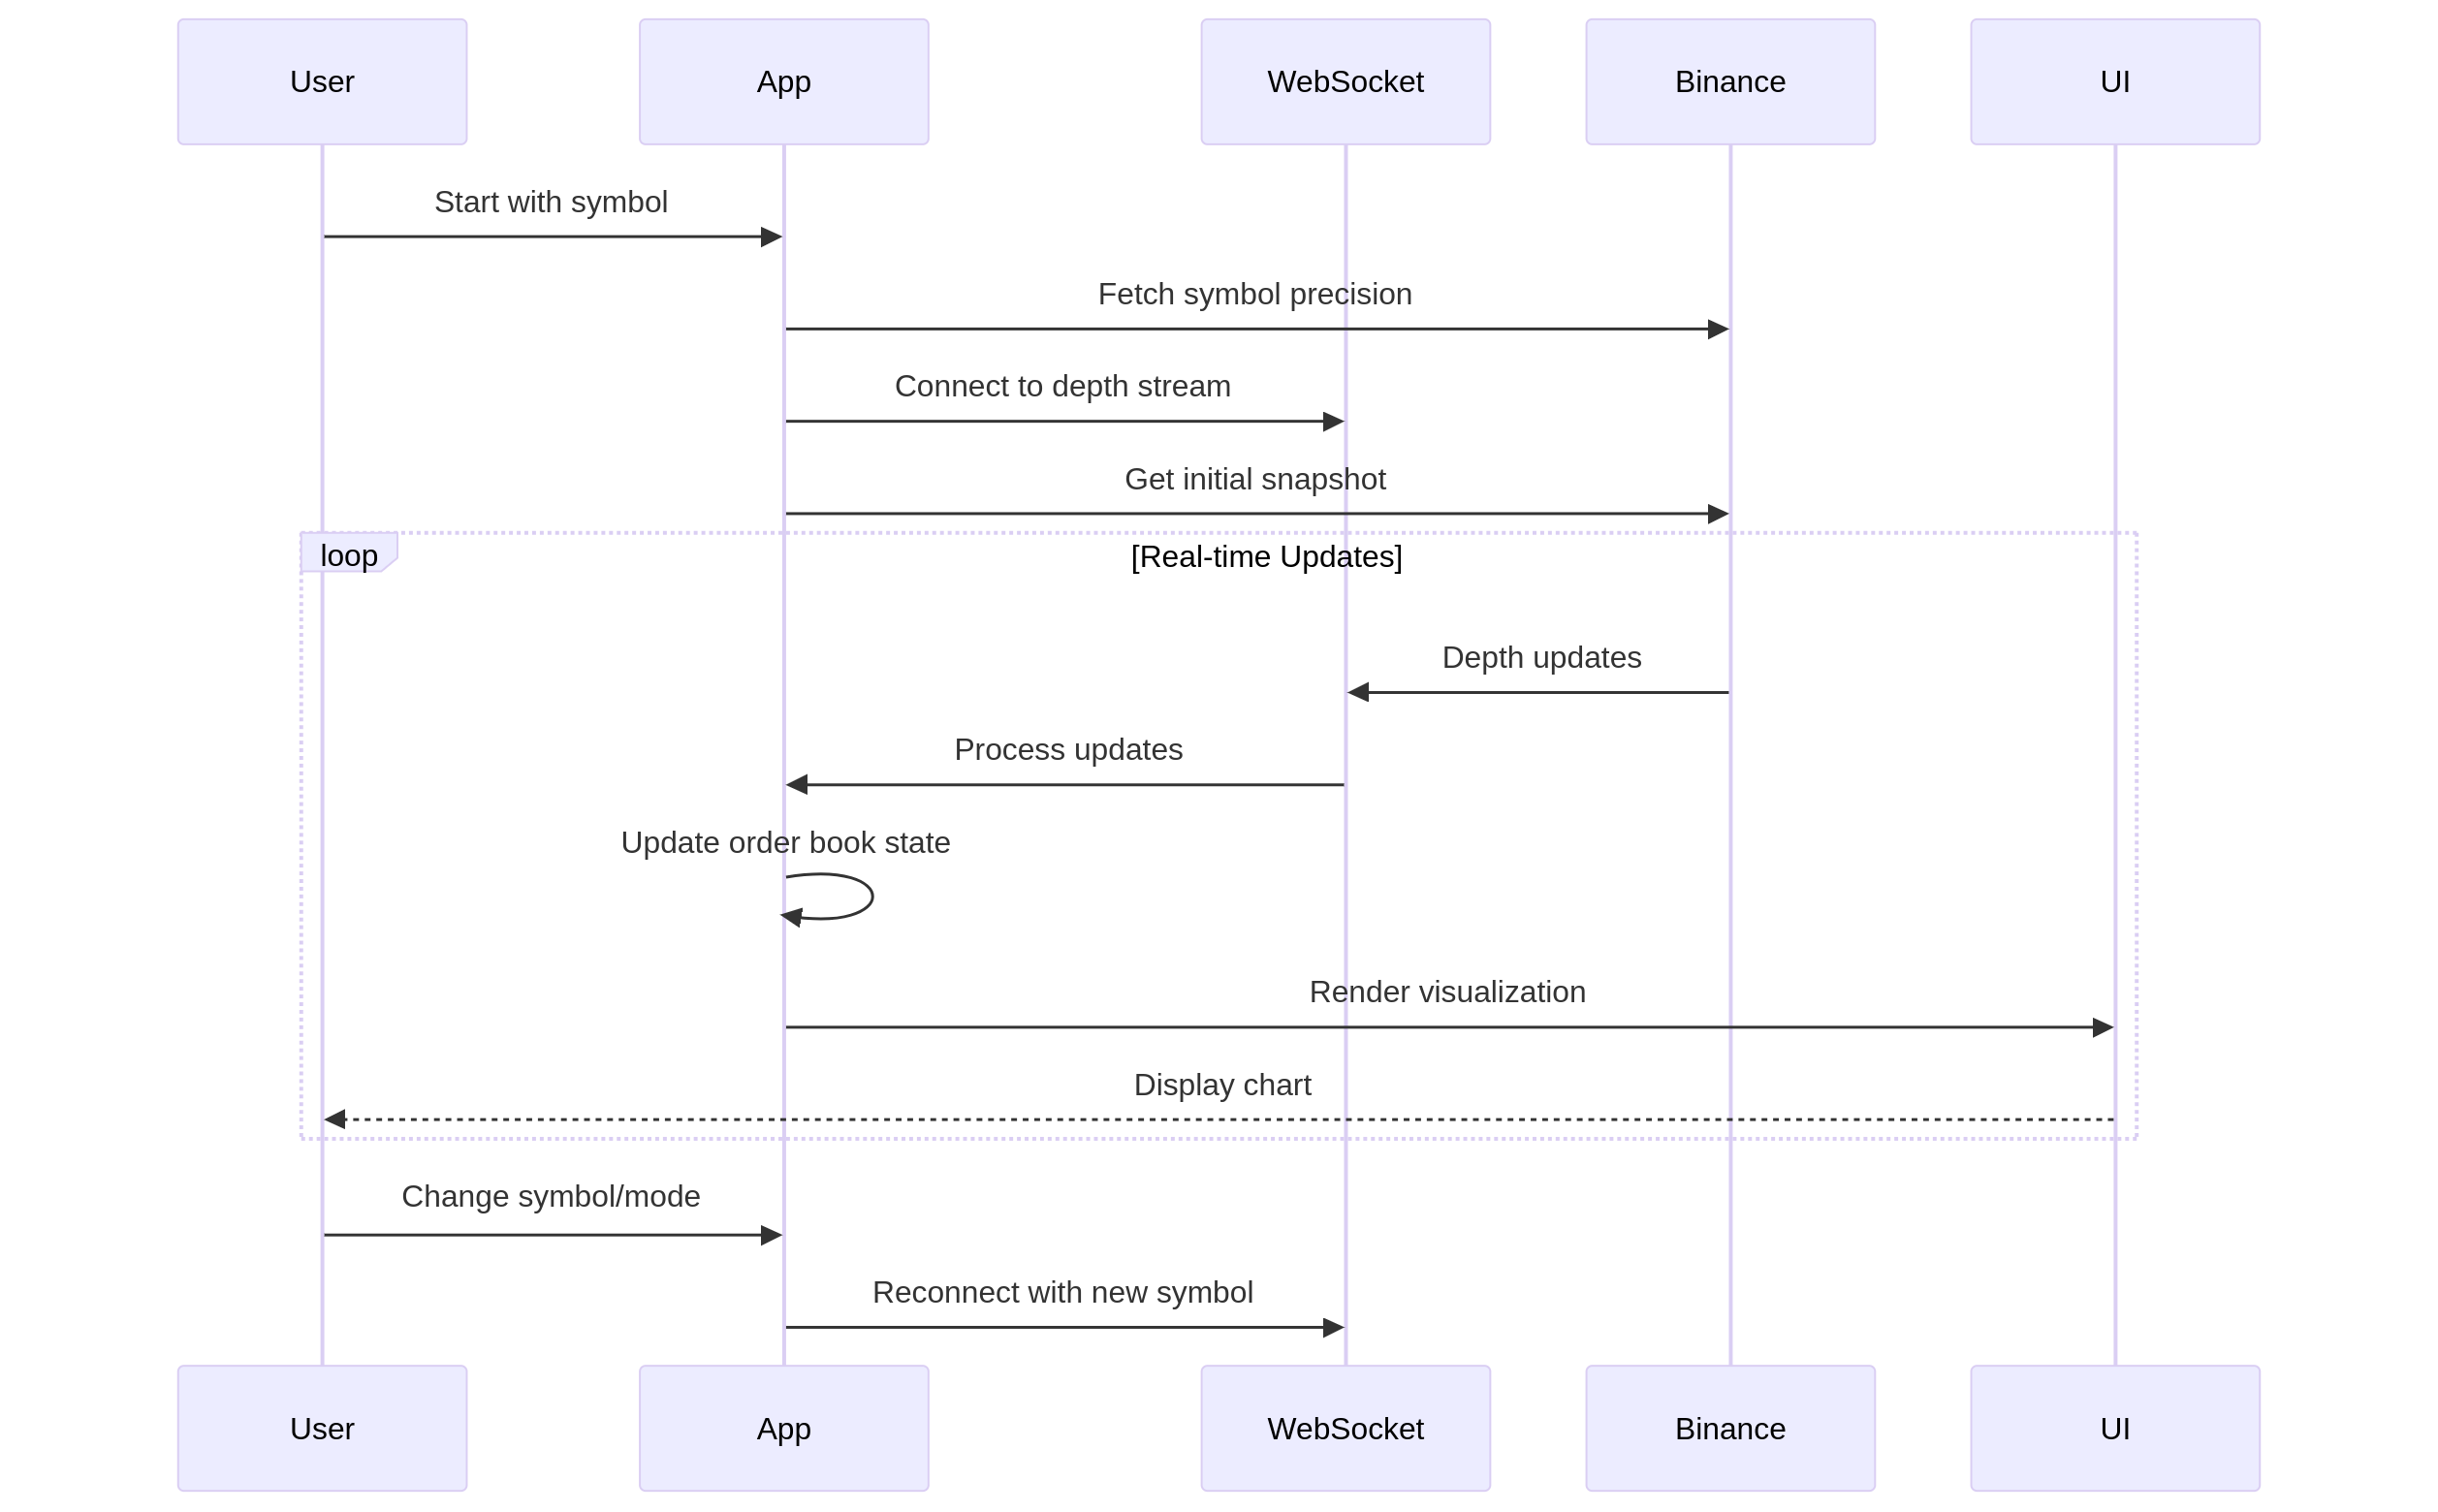 User
App
WebSocket
Binance
UI
Start with symbol
Fetch symbol precision
Connect to depth stream
Get initial snapshot
loop
[Real-time Updates]
Depth updates
Process updates
Update order book state
Render visualization
Display chart
Change symbol/mode
Reconnect with new symbol
User
App
WebSocket
Binance
UI